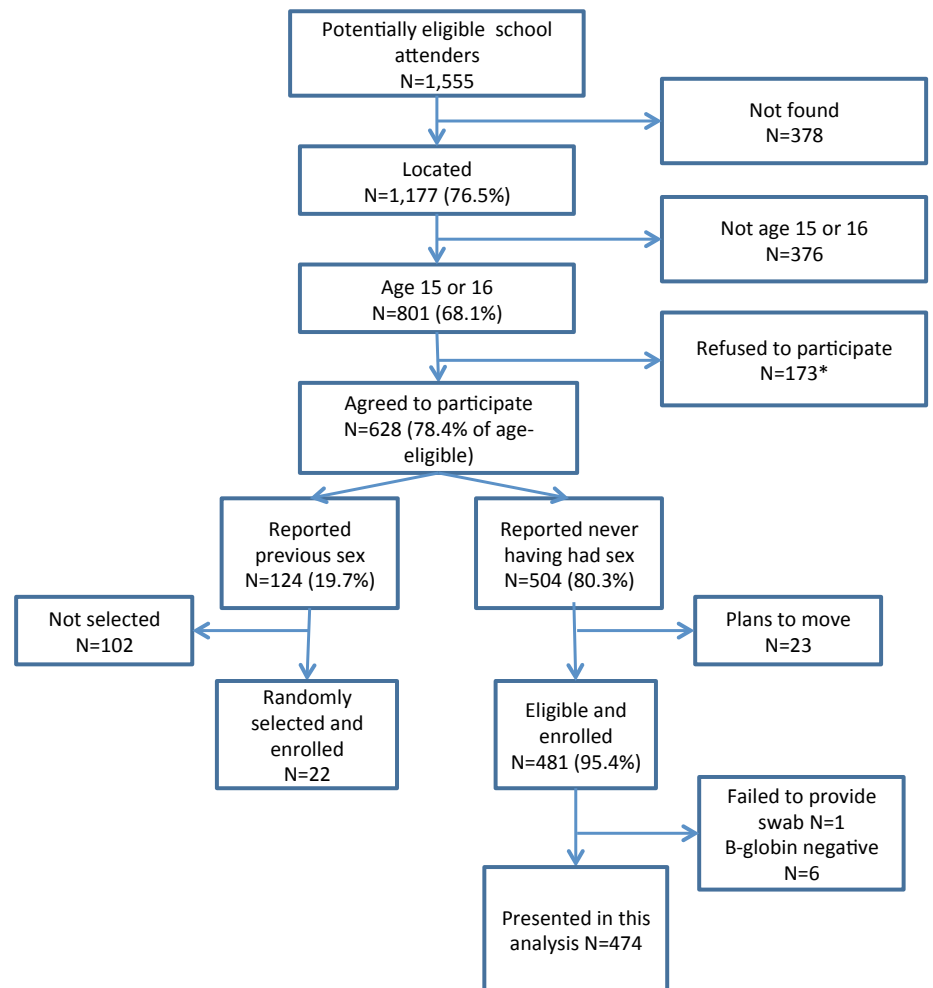 Potentially eligible school
attenders
N=1,555
Not found
N=378
Located
N=1,177 (76.5%)
Not age 15 or 16
N=376
Age 15 or 16
N=801 (68.1%)
Refused to participate
N=173*
Agreed to participate
N=628 (78.4% of age-
eligible)
Reported
previous sex
N=124 (19.7%)
Reported never
having had sex
N=504 (80.3%)
Not selected
N=102
Plans to move
N=23
Randomly
selected and
enrolled
N=22
Eligible and
enrolled
N=481 (95.4%)
Failed to provide
swab N=1
B-globin negative
N=6
Presented in this
analysis N=474